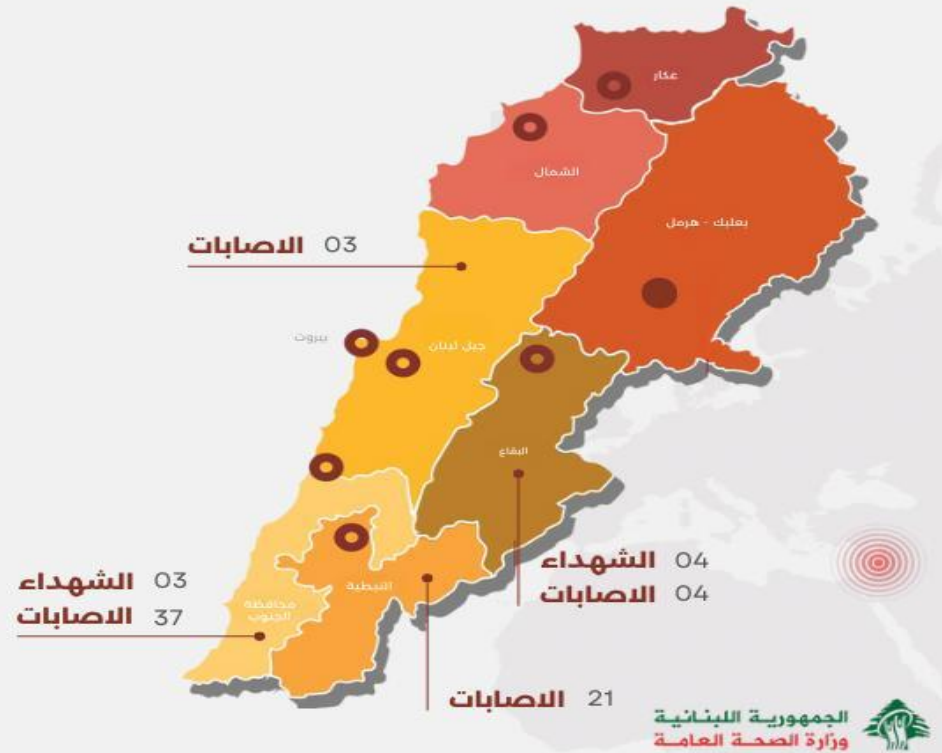 عكار
الشمال
بعلبك - هرمل
الاصابات 03
بيروت
جبل لبنان
البقاع
الشهداء 04
الاصابات 04
النبطية
الشهداء 03
الاصابات 37
محافظة
الجنوب
الاصابات 21
الجمهورية اللبنانية
وزارة الصحة العامة